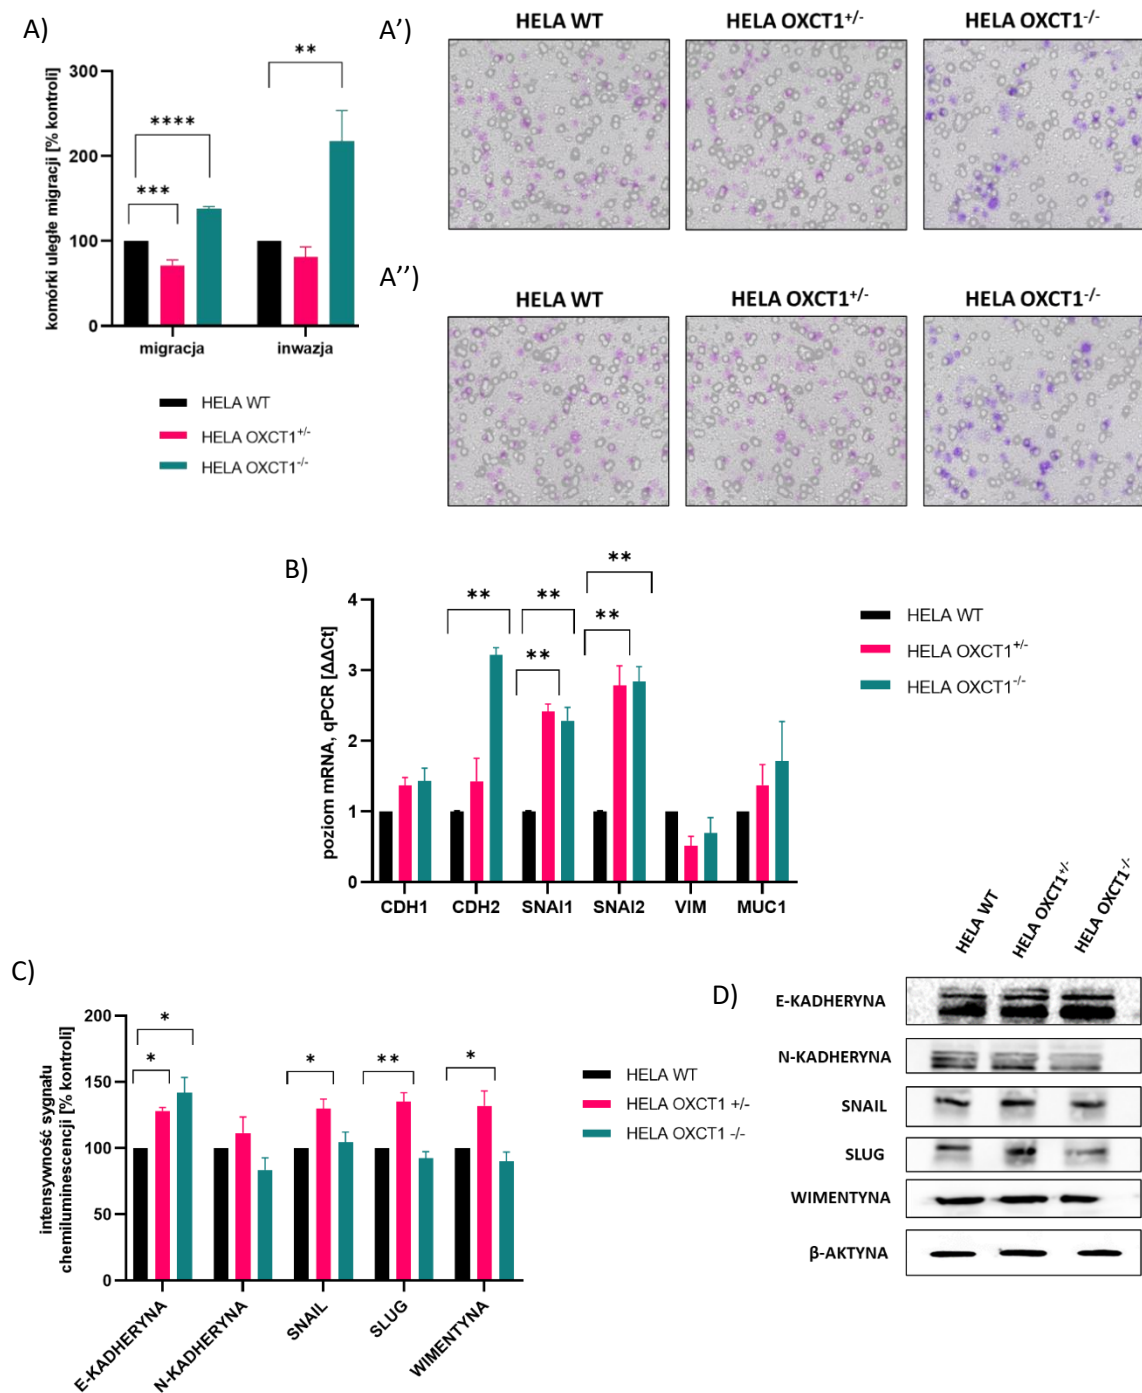 A)
komórki uległe migracji [% kontroli]
300
200
100
0
***
****
**
migracja
inwazja
HELA WT
HELA OXCT1+/-
HELA OXCT1-/-
A')
HELA WT
HELA OXCT1+/-
HELA OXCT1-/-
A'')
HELA WT
HELA OXCT1+/-
HELA OXCT1-/-
B)
poziom mRNA, qPCR [ΔΔCt]
4
3
2
1
0
**
**
**
**
**
CDH1
CDH2
SNAI1
SNAI2
VIM
MUC1
HELA WT
HELA OXCT1+/-
HELA OXCT1-/-
C)
intensywność sygnału
chemiluminescencji [% kontroli]
200
150
100
50
0
*
*
*
**
*
E-KADHERYNA
N-KADHERYNA
SNAIL
SLUG
WIMENTYNA
HELA WT
HELA OXCT1 +/-
HELA OXCT1 -/-
D)
HELA WT
HELA OXCT1+/-
HELA OXCT1-/-
E-KADHERYNA
N-KADHERYNA
SNAIL
SLUG
WIMENTYNA
β-AKTYNA